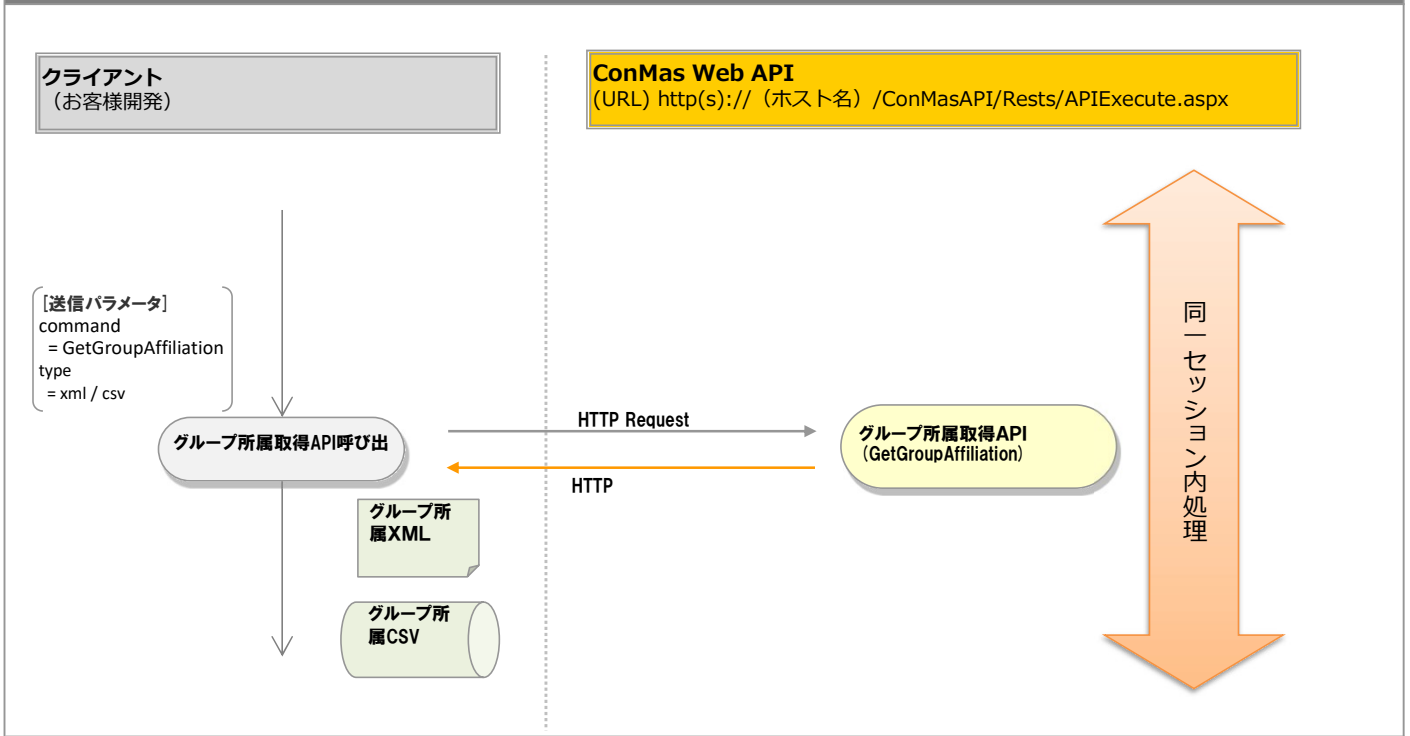 クライアント
（お客様開発）
ConMas Web API
(URL) http(s)://（ホスト名）/ConMasAPI/Rests/APIExecute.aspx
[送信パラメータ]
command
= GetGroupAffiliation
type
= xml / csv
グループ所属取得API呼び出
HTTP Request
HTTP
グループ所属取得API
（GetGroupAffiliation）
グループ所
属XML
グループ所
属CSV
同一セッション内処理